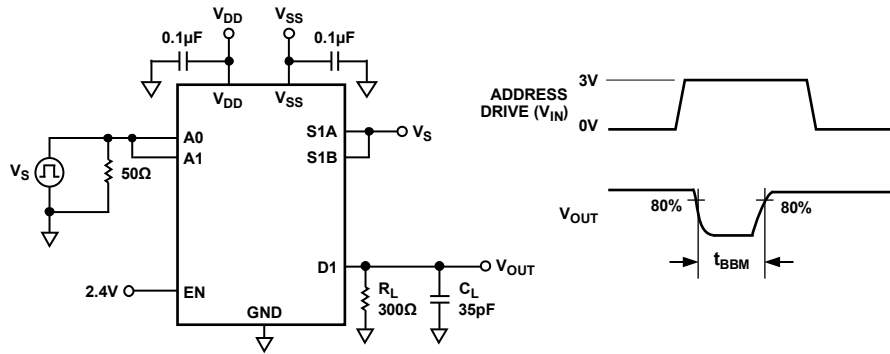 VDD VSS
0.1µF 0.1µF
VDD VSS
A0
A1
VS
50Ω
S1A
S1B
VS
D1
VOUT
2.4V
EN
GND
RL
300Ω
CL
35pF
3V
ADDRESS
DRIVE (VIN)
0V
VOUT
80% 80%
tBBM